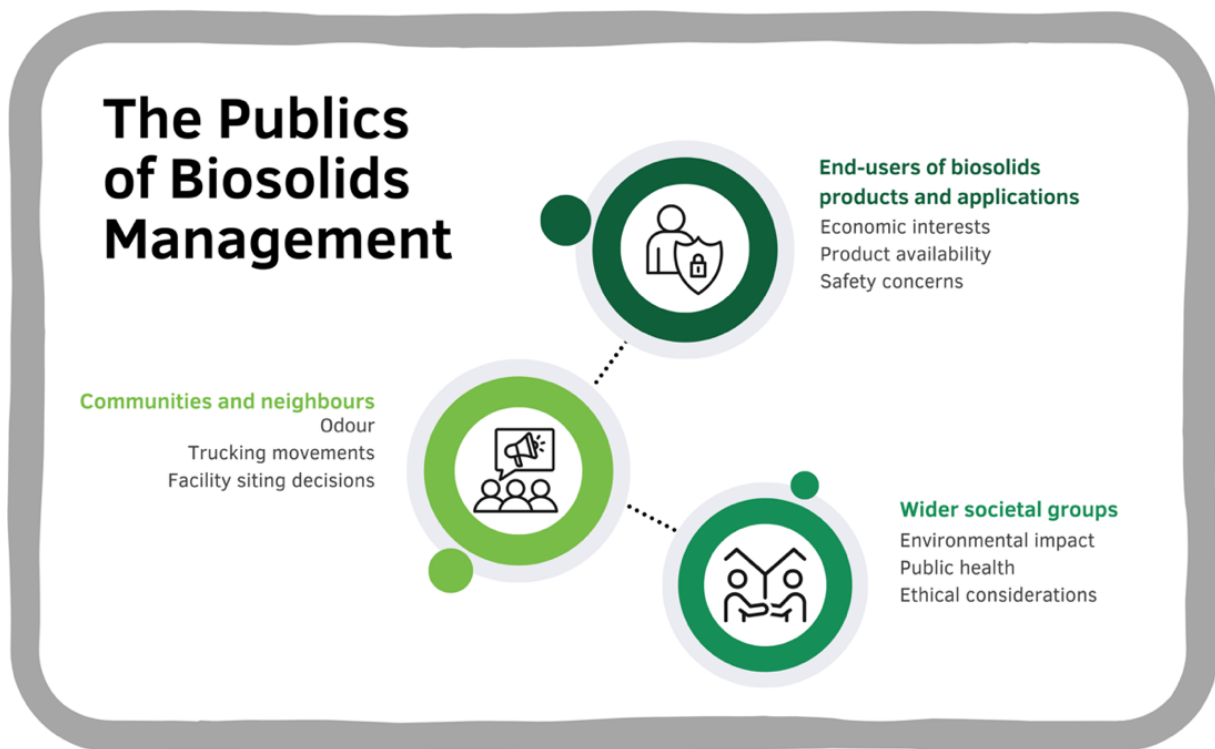 The Publics
of Biosolids
Management
End-users of biosolids
products and applications
Economic interests
Product availability
Safety concerns
Communities and neighbours
Odour
Trucking movements
Facility siting decisions
Wider societal groups
Environmental impact
Public health
Ethical considerations